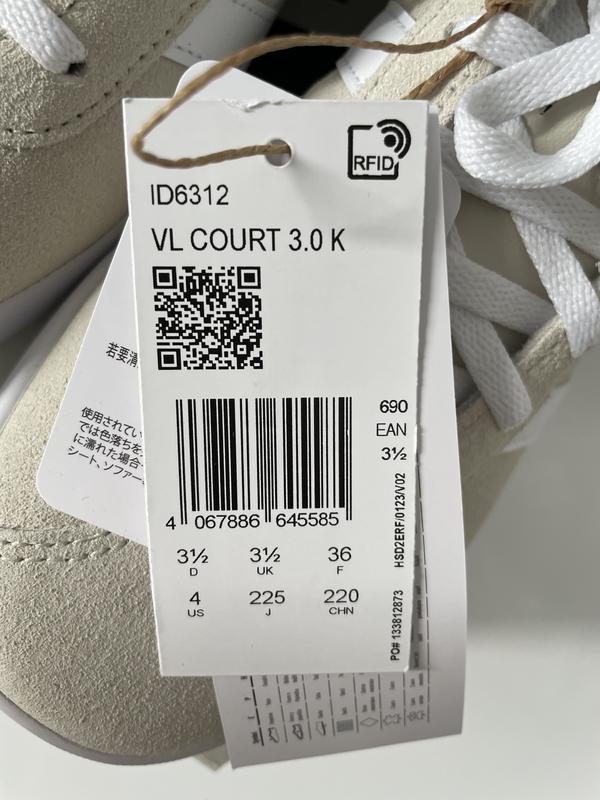 RFID
ID6312
VL COURT 3.0 K
690
EAN
3½
4 067886 645585
3½ 3½ 36
D UK F
4 225 220
US J CHN
HSD2ERF/0123/V02
PO# 133812873
若要清
使用されてい
では色落ちを
に濡れた場合
シート、ソファー